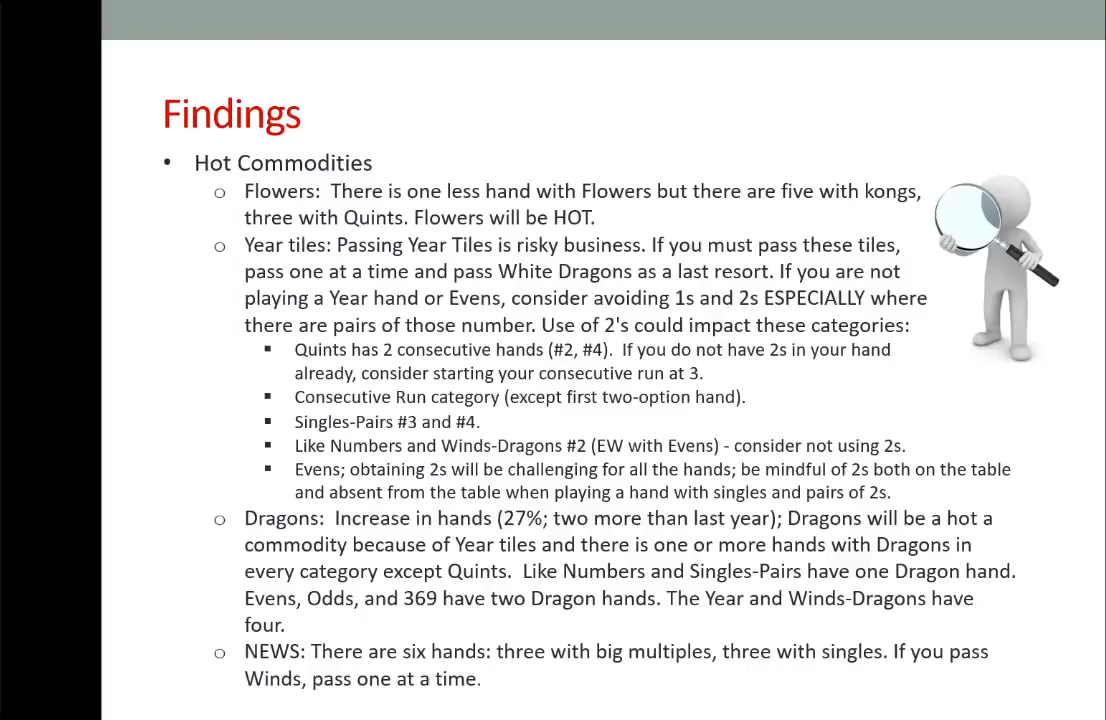 Findings
• Hot Commodities
o Flowers:  There is one less hand with Flowers but there are five with kongs,
three with Quints. Flowers will be HOT.
o Year tiles: Passing Year Tiles is risky business. If you must pass these tiles,
pass one at a time and pass White Dragons as a last resort. If you are not
playing a Year hand or Evens, consider avoiding 1s and 2s ESPECIALLY where
there are pairs of those number. Use of 2's could impact these categories:
▪ Quints has 2 consecutive hands (#2, #4).  If you do not have 2s in your hand
already, consider starting your consecutive run at 3.
▪ Consecutive Run category (except first two-option hand).
▪ Singles-Pairs #3 and #4.
▪ Like Numbers and Winds-Dragons #2 (EW with Evens) - consider not using 2s.
▪ Evens; obtaining 2s will be challenging for all the hands; be mindful of 2s both on the table
and absent from the table when playing a hand with singles and pairs of 2s.
o Dragons:  Increase in hands (27%; two more than last year); Dragons will be a hot a
commodity because of Year tiles and there is one or more hands with Dragons in
every category except Quints.  Like Numbers and Singles-Pairs have one Dragon hand.
Evens, Odds, and 369 have two Dragon hands. The Year and Winds-Dragons have
four.
o NEWS: There are six hands: three with big multiples, three with singles. If you pass
Winds, pass one at a time.